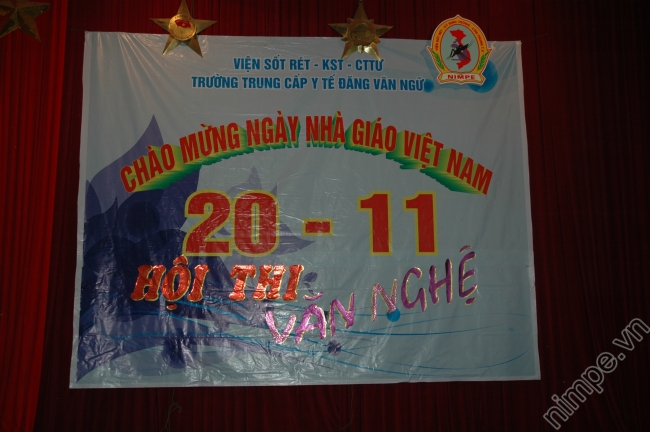 VIỆN SỐT RÉT - KST - CTTƯ
TRƯỜNG TRUNG CẤP Y TẾ ĐẶNG VĂN NGỮ
NIMPE
CHÀO MỪNG NGÀY NHÀ GIÁO VIỆT NAM
20 - 11
HỘI THI
VĂN NGHỆ
nimpe.vn